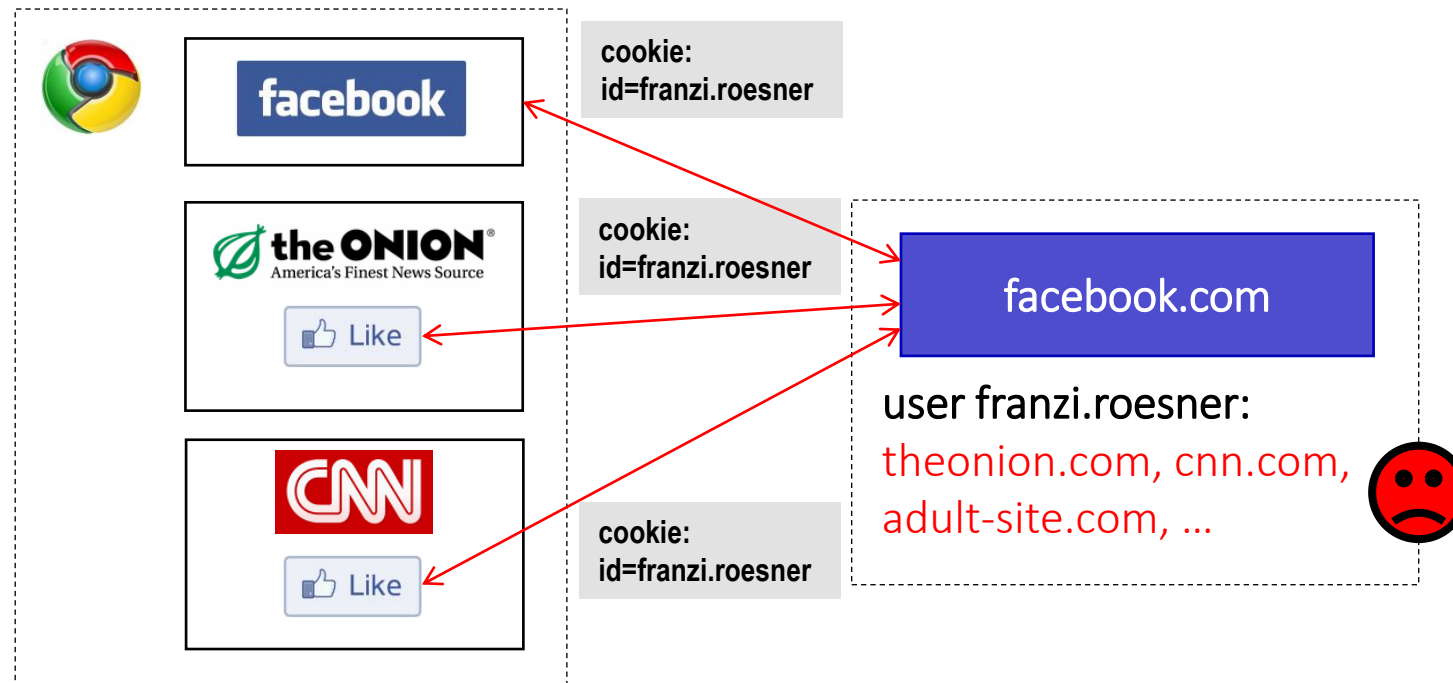 facebook
cookie:
id=franzi.roesner
the ONION®
America's Finest News Source
Like
cookie:
id=franzi.roesner
facebook.com
user franzi.roesner:
theonion.com, cnn.com,
adult-site.com, ...
CNN
Like
cookie:
id=franzi.roesner